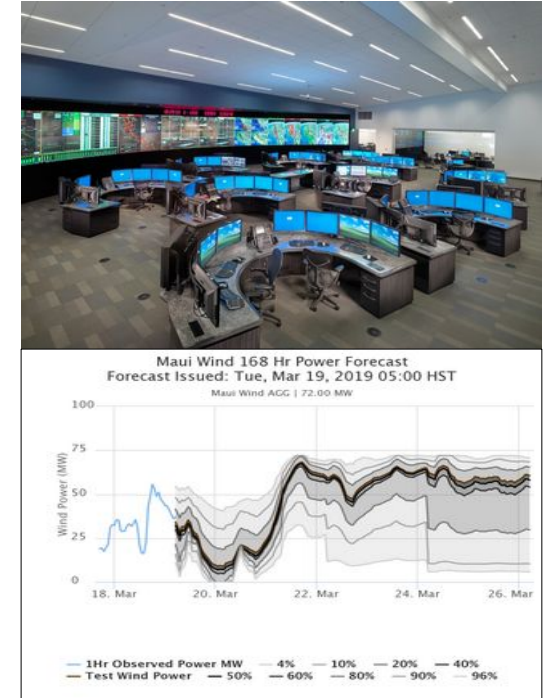 Maui Wind 168 Hr Power Forecast
Forecast Issued: Tue, Mar 19, 2019 05:00 HST
Maui Wind AGG | 72.00 MW
100
75
50
25
0
Wind Power (MW)
18. Mar 20. Mar 22. Mar 24. Mar 26. Mar
1Hr Observed Power MW 4% 10% 20% 40%
Test Wind Power 50% 60% 80% 90% 96%